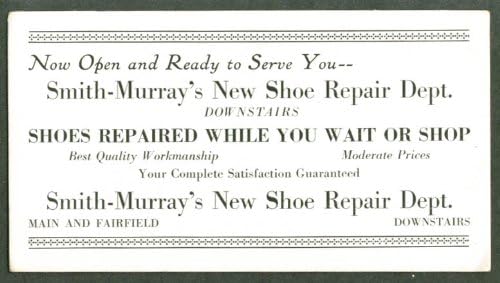 Now Open and Ready to Serve You--
Smith-Murray's New Shoe Repair Dept.
DOWNSTAIRS
SHOES REPAIRED WHILE YOU WAIT OR SHOP
Best Quality Workmanship Moderate Prices
Your Complete Satisfaction Guaranteed
Smith-Murray's New Shoe Repair Dept.
MAIN AND FAIRFIELD DOWNSTAIRS